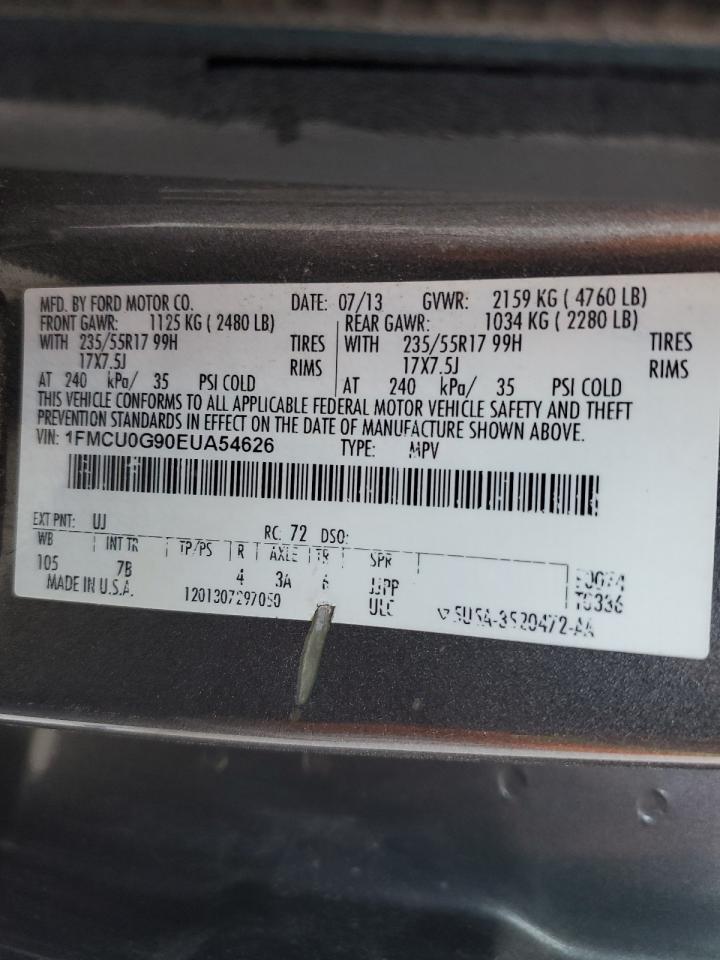 MFD. BY FORD MOTOR CO. DATE: 07/13 GVWR: 2159 KG ( 4760 LB)
FRONT GAWR: 1125 KG ( 2480 LB) REAR GAWR: 1034 KG ( 2280 LB)
WITH 235/55R17 99H TIRES WITH 235/55R17 99H TIRES
17X7.5J RIMS 17X7.5J RIMS
AT 240 kPa/ 35 PSI COLD AT 240 kPa/ 35 PSI COLD
THIS VEHICLE CONFORMS TO ALL APPLICABLE FEDERAL MOTOR VEHICLE SAFETY AND THEFT
PREVENTION STANDARDS IN EFFECT ON THE DATE OF MANUFACTURE SHOWN ABOVE.
VIN: 1FMCU0G90EUA54626 TYPE: MPV
EXT PNT: UJ RC: 72 DSO:
WB INT TR TP/PS R AXLE TR SPR
105 7B 4 3A 6 JJPP
MADE IN U.S.A. 1201307297050 ULC T0336